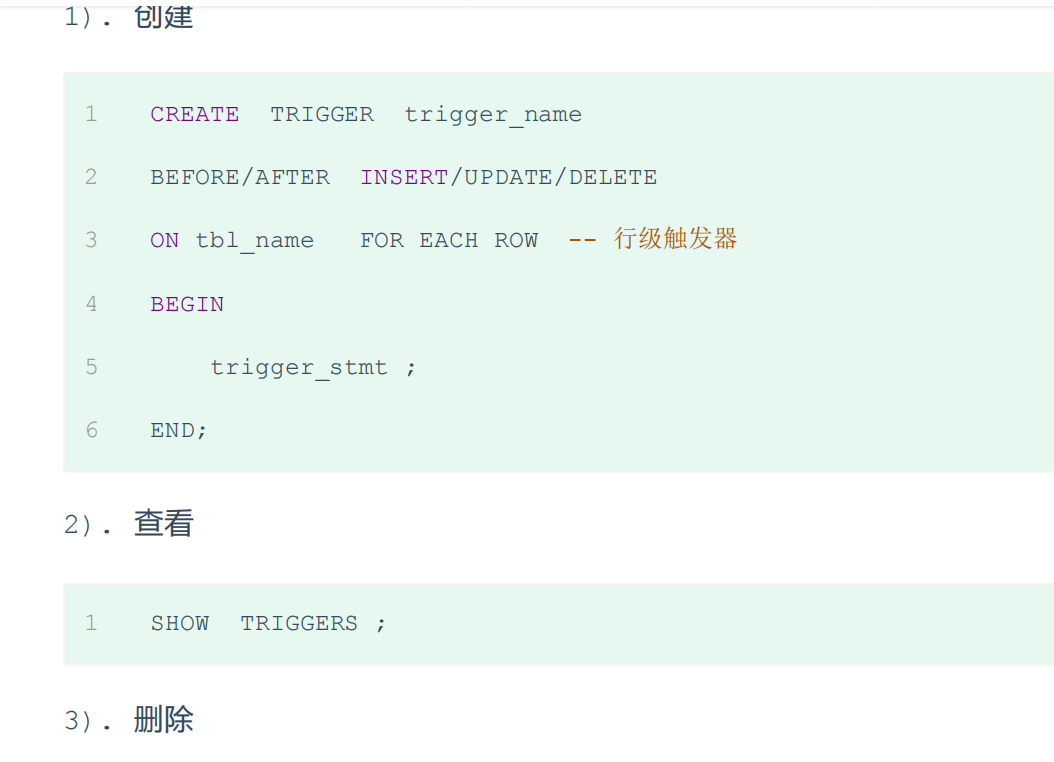 1). 创建
1 CREATE TRIGGER trigger_name
2 BEFORE/AFTER INSERT/UPDATE/DELETE
3 ON tbl_name FOR EACH ROW -- 行级触发器
4 BEGIN
5 trigger_stmt ;
6 END;
2). 查看
1 SHOW TRIGGERS ;
3). 删除